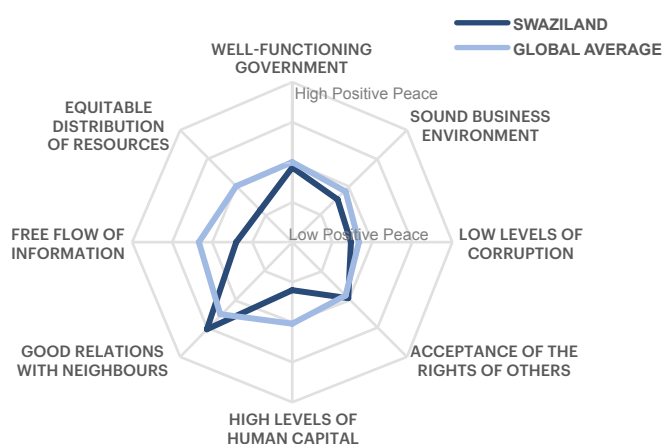 SWAZILAND
GLOBAL AVERAGE
WELL-FUNCTIONING
GOVERNMENT
High Positive Peace
EQUITABLE
DISTRIBUTION
OF RESOURCES
SOUND BUSINESS
ENVIRONMENT
FREE FLOW OF
INFORMATION
Low Positive Peace
LOW LEVELS OF
CORRUPTION
GOOD RELATIONS
WITH NEIGHBOURS
ACCEPTANCE OF THE
RIGHTS OF OTHERS
HIGH LEVELS OF
HUMAN CAPITAL